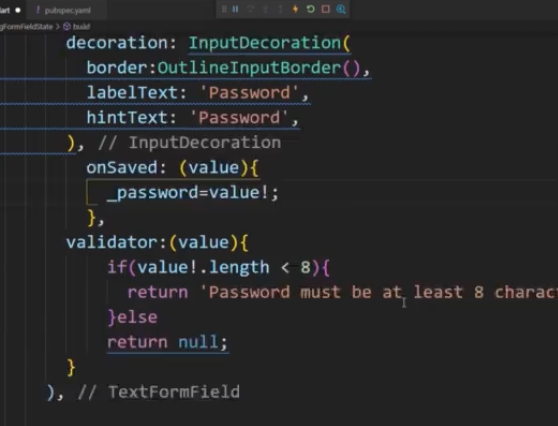 lart ● ! pubspec.yaml
gFormFieldState > build
decoration: InputDecoration(
border:OutlineInputBorder(),
labelText: 'Password',
hintText: 'Password',
), // InputDecoration
onSaved: (value){
_password=value!;
},
validator:(value){
if(value!.length < 8){
return 'Password must be at least 8 charac
}else
return null;
}
), // TextFormField